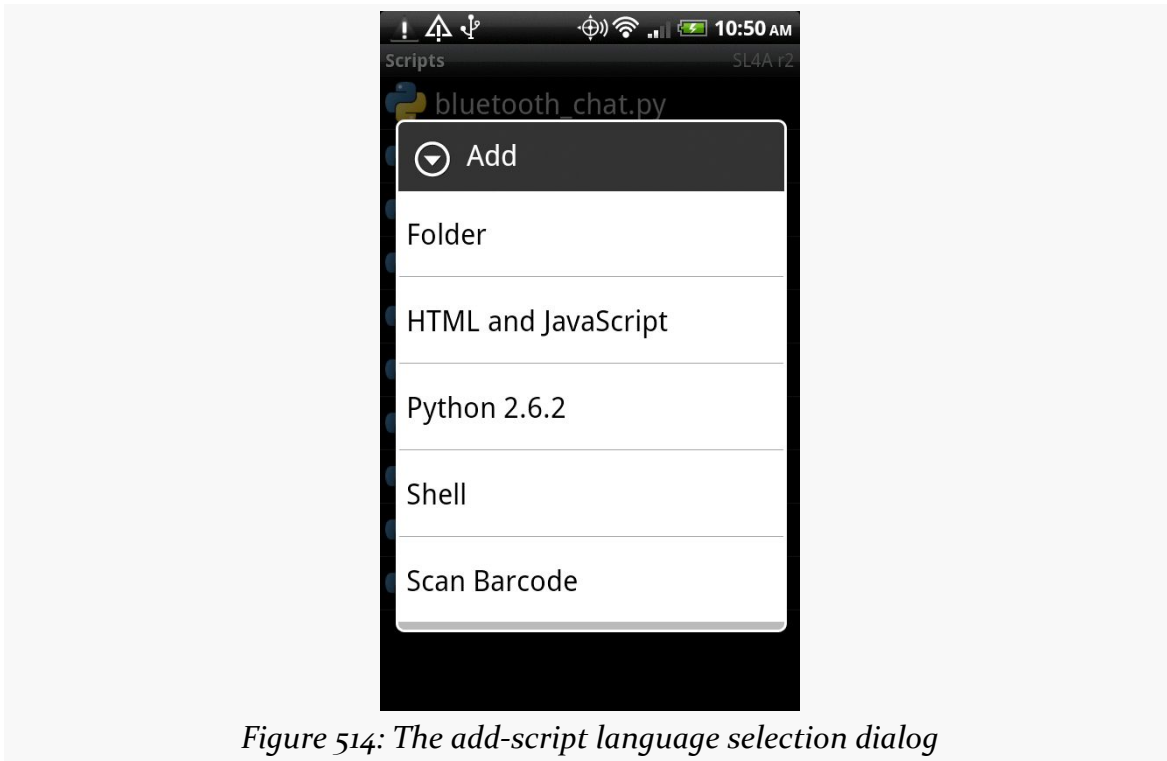 10:50 AM
Scripts SL4A r2
bluetooth_chat.py
Add
Folder
HTML and JavaScript
Python 2.6.2
Shell
Scan Barcode
Figure 514: The add-script language selection dialog